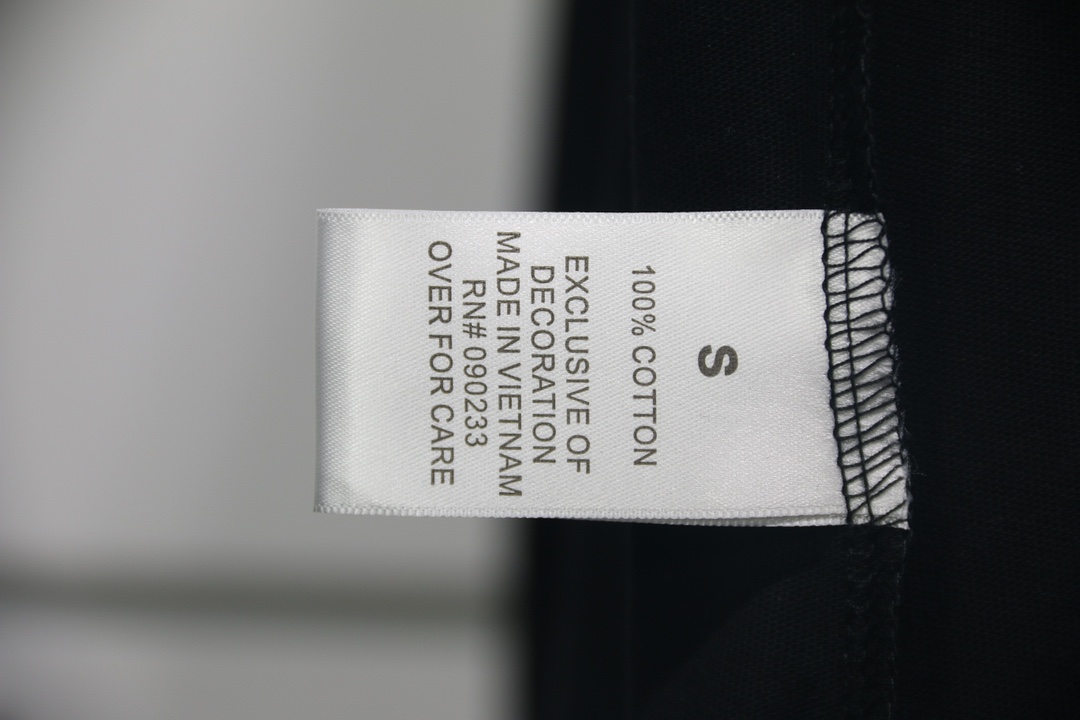 S
100% COTTON
EXCLUSIVE OF
DECORATION
MADE IN VIETNAM
RN# 090233
OVER FOR CARE